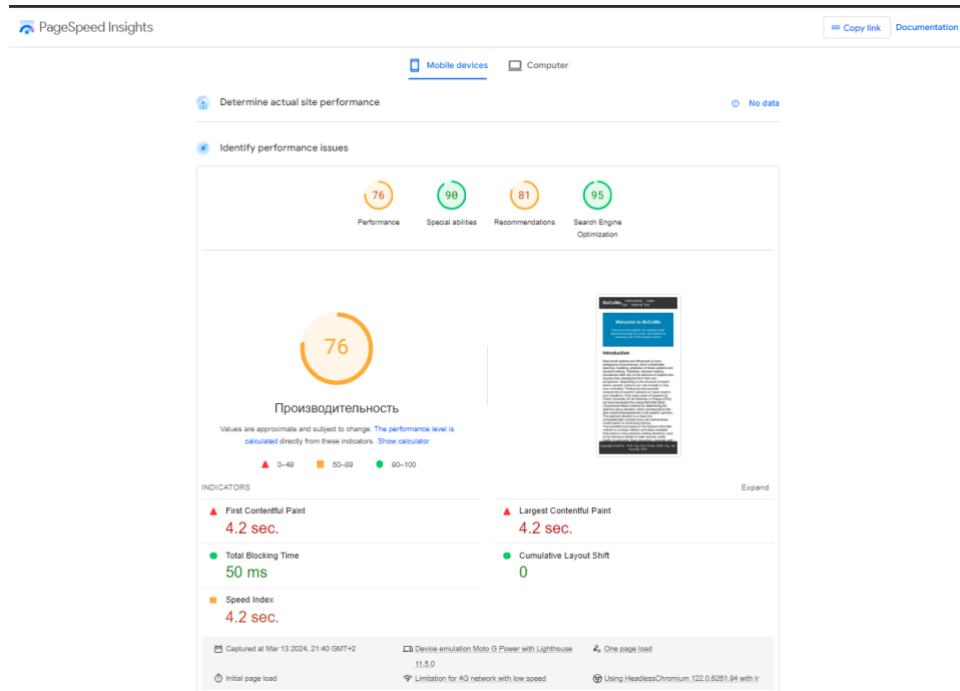 PageSpeed Insights
Copy link
Documentation
Mobile devices
Computer
Determine actual site performance
No data
Identify performance issues
76
90
81
95
Performance
Special abilities
Recommendations
Search Engine
Optimization
76
Производительность
Values are approximate and subject to change. The performance level is
calculated directly from these indicators. Show calculator
0–49
50–89
90–100
BoCoMo
Welcome to BoCoMo
Introduction
INDICATORS
Expand
First Contentful Paint
4.2 sec.
Largest Contentful Paint
4.2 sec.
Total Blocking Time
50 ms
Cumulative Layout Shift
0
Speed Index
4.2 sec.
Captured at Mar 13 2024, 21:40 GMT+2
Device emulation Moto G Power with Lighthouse
11.5.0
One page load
Initial page load
Limitation for 4G network with low speed
Using HeadlessChromium 122.0.6261.94 with lr